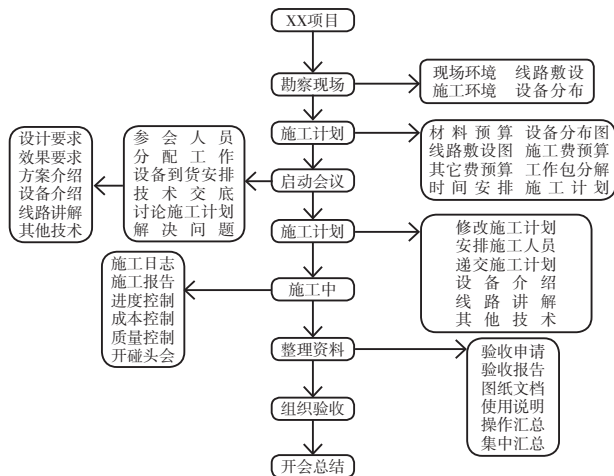 XX项目
勘察现场
现场环境 线路敷设
施工环境 设备分布
施工计划
材料预算 设备分布图
线路敷设图 施工费预算
其它费预算 工作包分解
时间安排 施工计划
启动会议
参会人员
分配工作
设备到货安排
技术交底
讨论施工计划
解决问题
设计要求
效果要求
方案介绍
设备介绍
线路讲解
其他技术
施工计划
修改施工计划
安排施工人员
递交施工计划
设备介绍
线路讲解
其他技术
施工中
施工日志
施工报告
进度控制
成本控制
质量控制
开碰头会
整理资料
验收申请
验收报告
图纸文档
使用说明
操作汇总
集中汇总
组织验收
开会总结